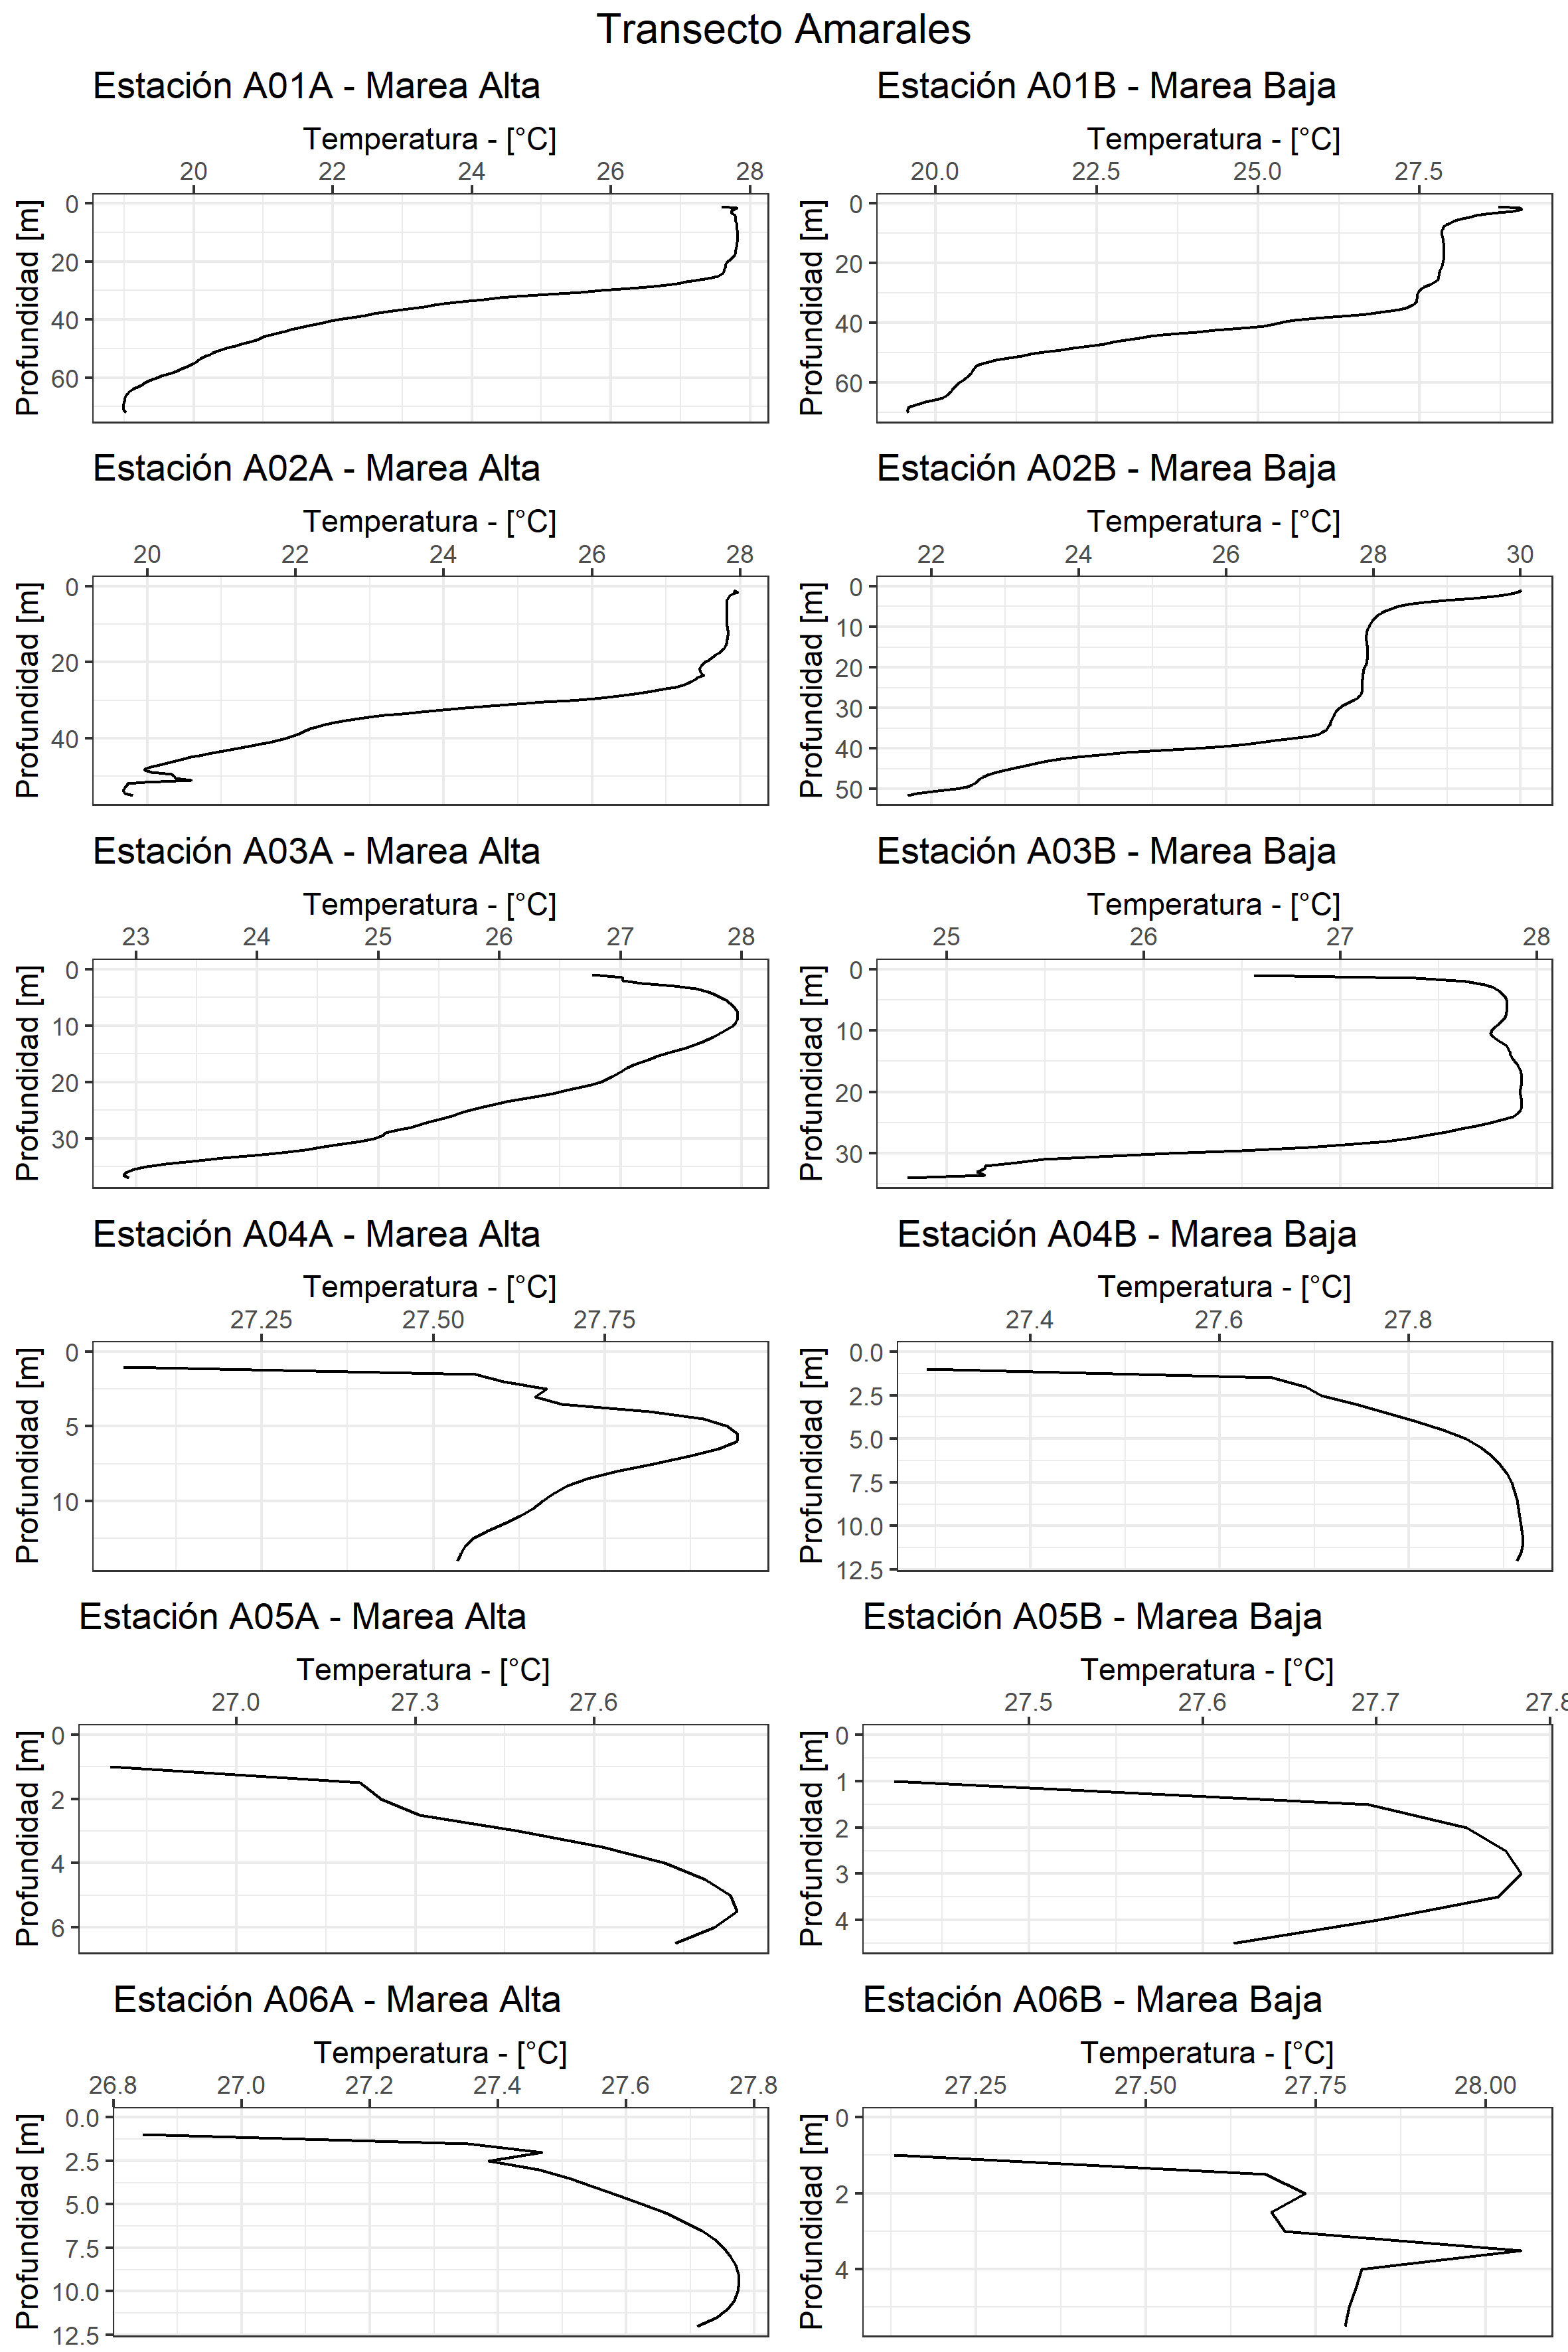 Transecto Amarales
Estación A01A - Marea Alta
Temperatura - [°C]
20 22 24 26 28
Profundidad [m]
0
20
40
60
Estación A01B - Marea Baja
Temperatura - [°C]
20.0 22.5 25.0 27.5
Profundidad [m]
0
20
40
60
Estación A02A - Marea Alta
Temperatura - [°C]
20 22 24 26 28
Profundidad [m]
0
20
40
Estación A02B - Marea Baja
Temperatura - [°C]
22 24 26 28 30
Profundidad [m]
0
10
20
30
40
50
Estación A03A - Marea Alta
Temperatura - [°C]
23 24 25 26 27 28
Profundidad [m]
0
10
20
30
Estación A03B - Marea Baja
Temperatura - [°C]
25 26 27 28
Profundidad [m]
0
10
20
30
Estación A04A - Marea Alta
Temperatura - [°C]
27.25 27.50 27.75
Profundidad [m]
0
5
10
Estación A04B - Marea Baja
Temperatura - [°C]
27.4 27.6 27.8
Profundidad [m]
0.0
2.5
5.0
7.5
10.0
12.5
Estación A05A - Marea Alta
Temperatura - [°C]
27.0 27.3 27.6
Profundidad [m]
0
2
4
6
Estación A05B - Marea Baja
Temperatura - [°C]
27.5 27.6 27.7 27.8
Profundidad [m]
0
1
2
3
4
Estación A06A - Marea Alta
Temperatura - [°C]
26.8 27.0 27.2 27.4 27.6 27.8
Profundidad [m]
0.0
2.5
5.0
7.5
10.0
12.5
Estación A06B - Marea Baja
Temperatura - [°C]
27.25 27.50 27.75 28.00
Profundidad [m]
0
2
4